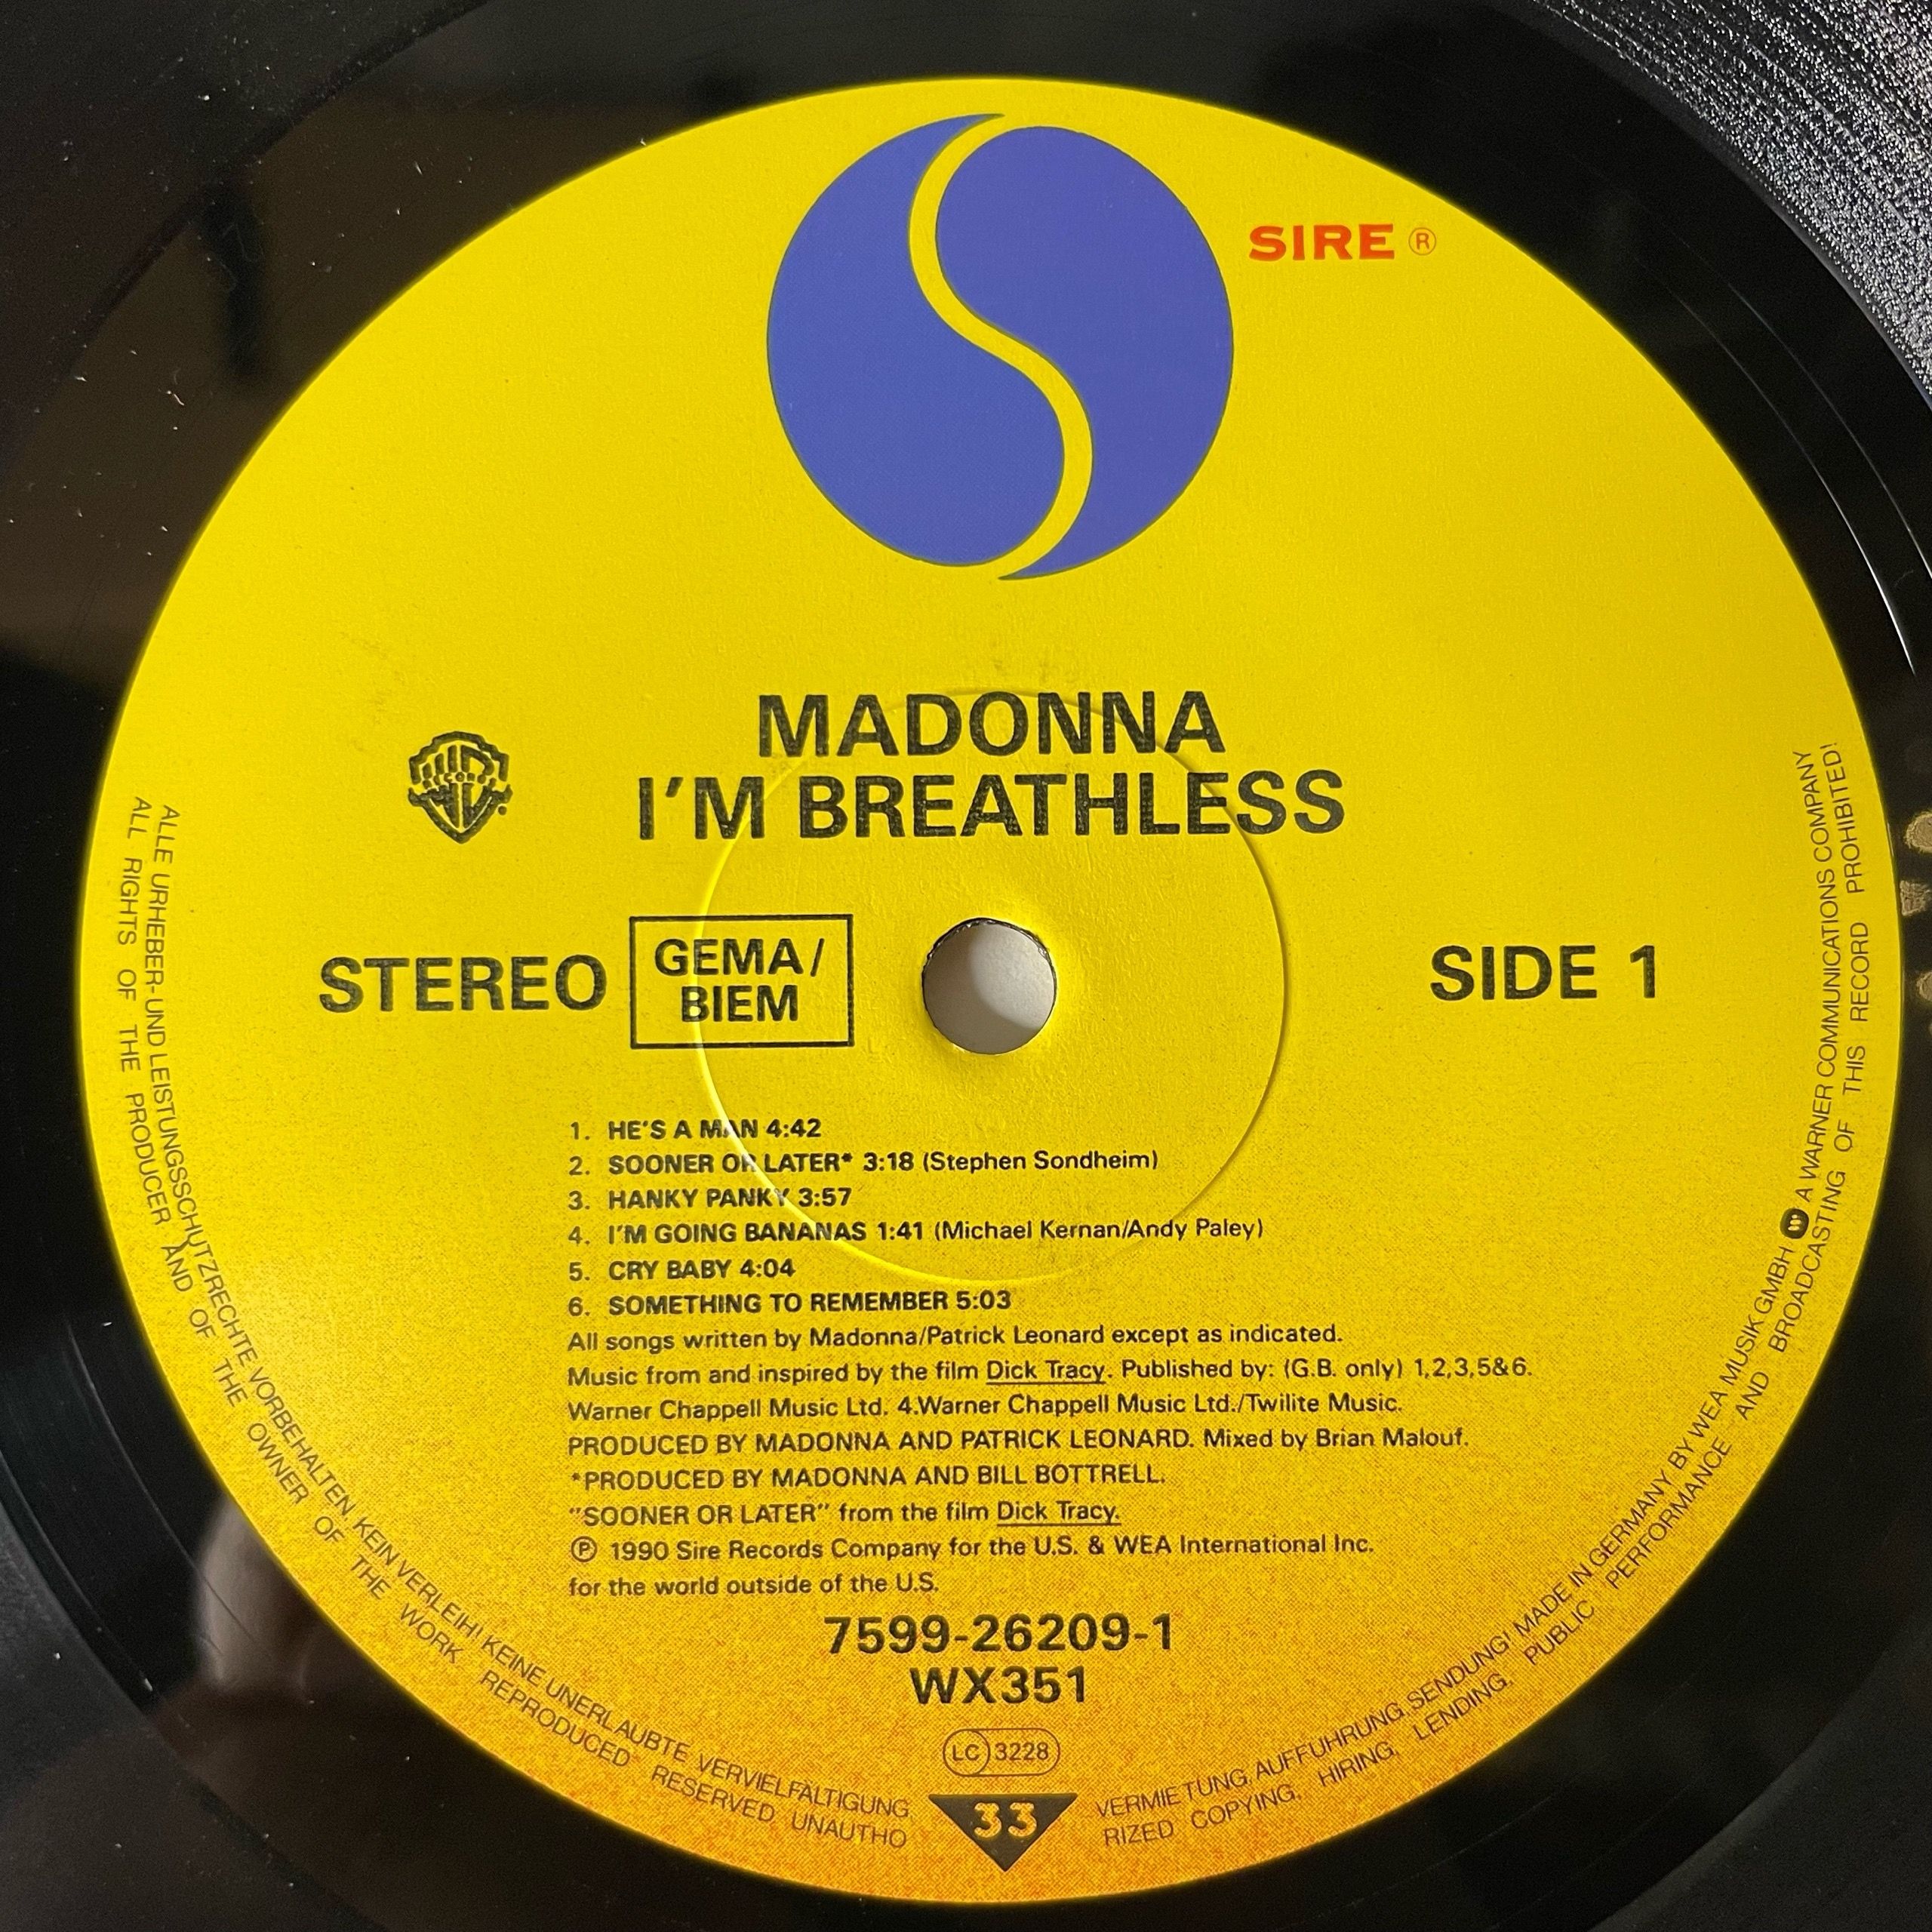 SIRE ®
MADONNA
I'M BREATHLESS
STEREO
GEMA/
BIEM
SIDE 1
1. HE'S A MAN 4:42
2. SOONER OR LATER* 3:18 (Stephen Sondheim)
3. HANKY PANKY 3:57
4. I'M GOING BANANAS 1:41 (Michael Kernan/Andy Paley)
5. CRY BABY 4:04
6. SOMETHING TO REMEMBER 5:03
All songs written by Madonna/Patrick Leonard except as indicated.
Music from and inspired by the film Dick Tracy. Published by: (G.B. only) 1,2,3,5&6.
Warner Chappell Music Ltd. 4.Warner Chappell Music Ltd./Twilite Music.
PRODUCED BY MADONNA AND PATRICK LEONARD. Mixed by Brian Malouf.
*PRODUCED BY MADONNA AND BILL BOTTRELL.
"SOONER OR LATER" from the film Dick Tracy.
℗ 1990 Sire Records Company for the U.S. & WEA International Inc.
for the world outside of the U.S.
7599-26209-1
WX351
LC 3228
33
ALLE URHEBER-UND LEISTUNGSSCHUTZRECHTE VORBEHALTEN KEIN VERLEIH! KEINE UNERLAUBTE VERVIELFÄLTIGUNG, VERMIETUNG, AUFFÜHRUNG, SENDUNG! MADE IN GERMANY BY WEA MUSIK GMBH A WARNER COMMUNICATIONS COMPANY
ALL RIGHTS OF THE PRODUCER AND OF THE OWNER OF THE WORK REPRODUCED RESERVED. UNAUTHORIZED COPYING, HIRING, LENDING, PUBLIC PERFORMANCE AND BROADCASTING OF THIS RECORD PROHIBITED!